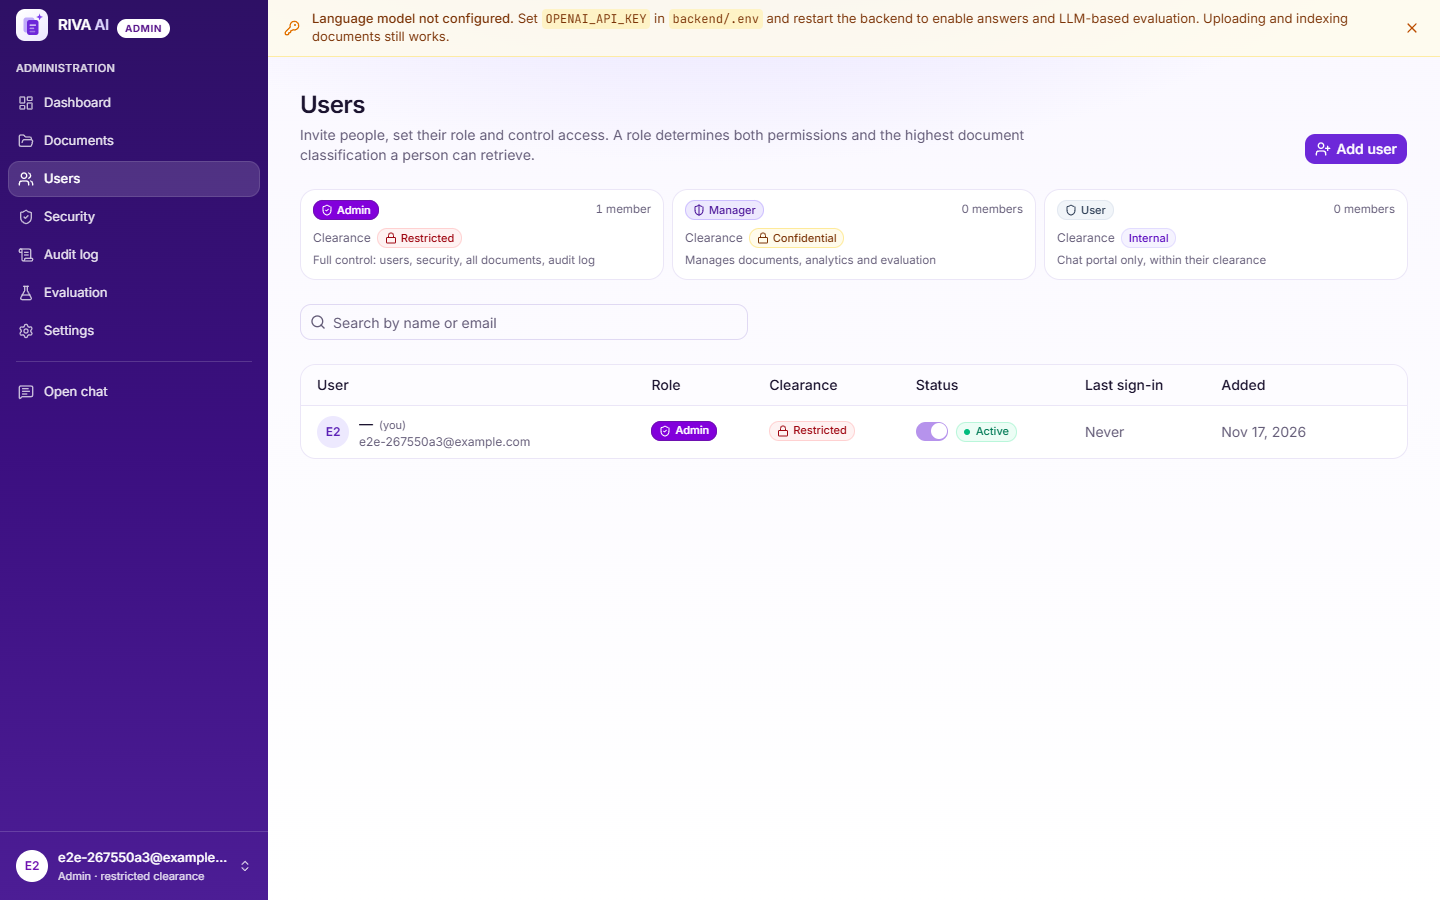 RIVA AI ADMIN
ADMINISTRATION
Dashboard
Documents
Users
Security
Audit log
Evaluation
Settings
Open chat
E2 e2e-267550a3@example...
Admin · restricted clearance
Language model not configured. Set OPENAI_API_KEY in backend/.env and restart the backend to enable answers and LLM-based evaluation. Uploading and indexing
documents still works.
Users
Invite people, set their role and control access. A role determines both permissions and the highest document
classification a person can retrieve.
Add user
Admin 1 member
Clearance Restricted
Full control: users, security, all documents, audit log
Manager 0 members
Clearance Confidential
Manages documents, analytics and evaluation
User 0 members
Clearance Internal
Chat portal only, within their clearance
Search by name or email
User Role Clearance Status Last sign-in Added
E2 — (you) Admin Restricted Active Never Nov 17, 2026
e2e-267550a3@example.com